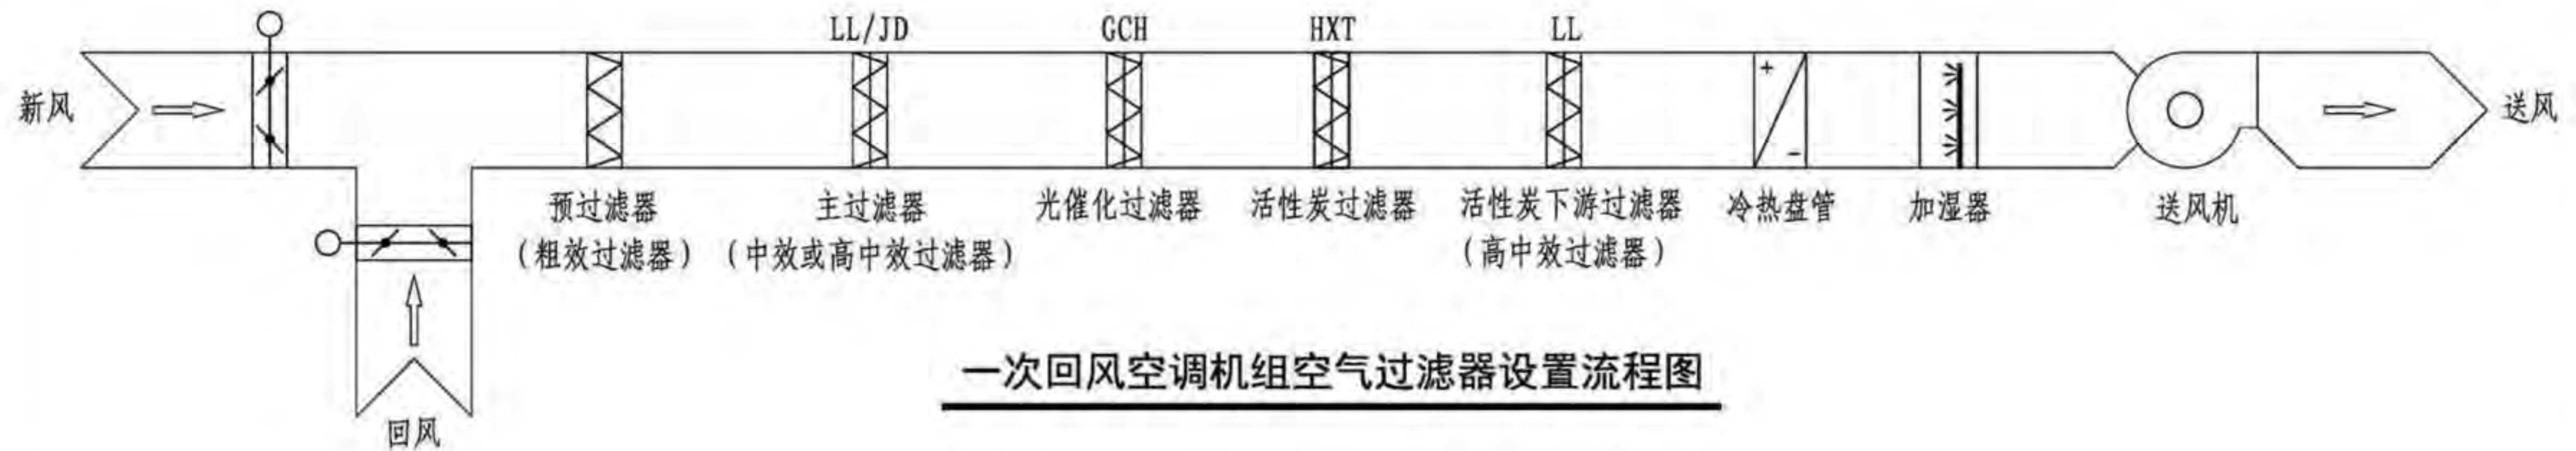 LL/JD
GCH
HXT
LL
+
-
新风
送风
预过滤器
（粗效过滤器）
主过滤器
（中效或高中效过滤器）
光催化过滤器
活性炭过滤器
活性炭下游过滤器
（高中效过滤器）
冷热盘管
加湿器
送风机
回风
一次回风空调机组空气过滤器设置流程图